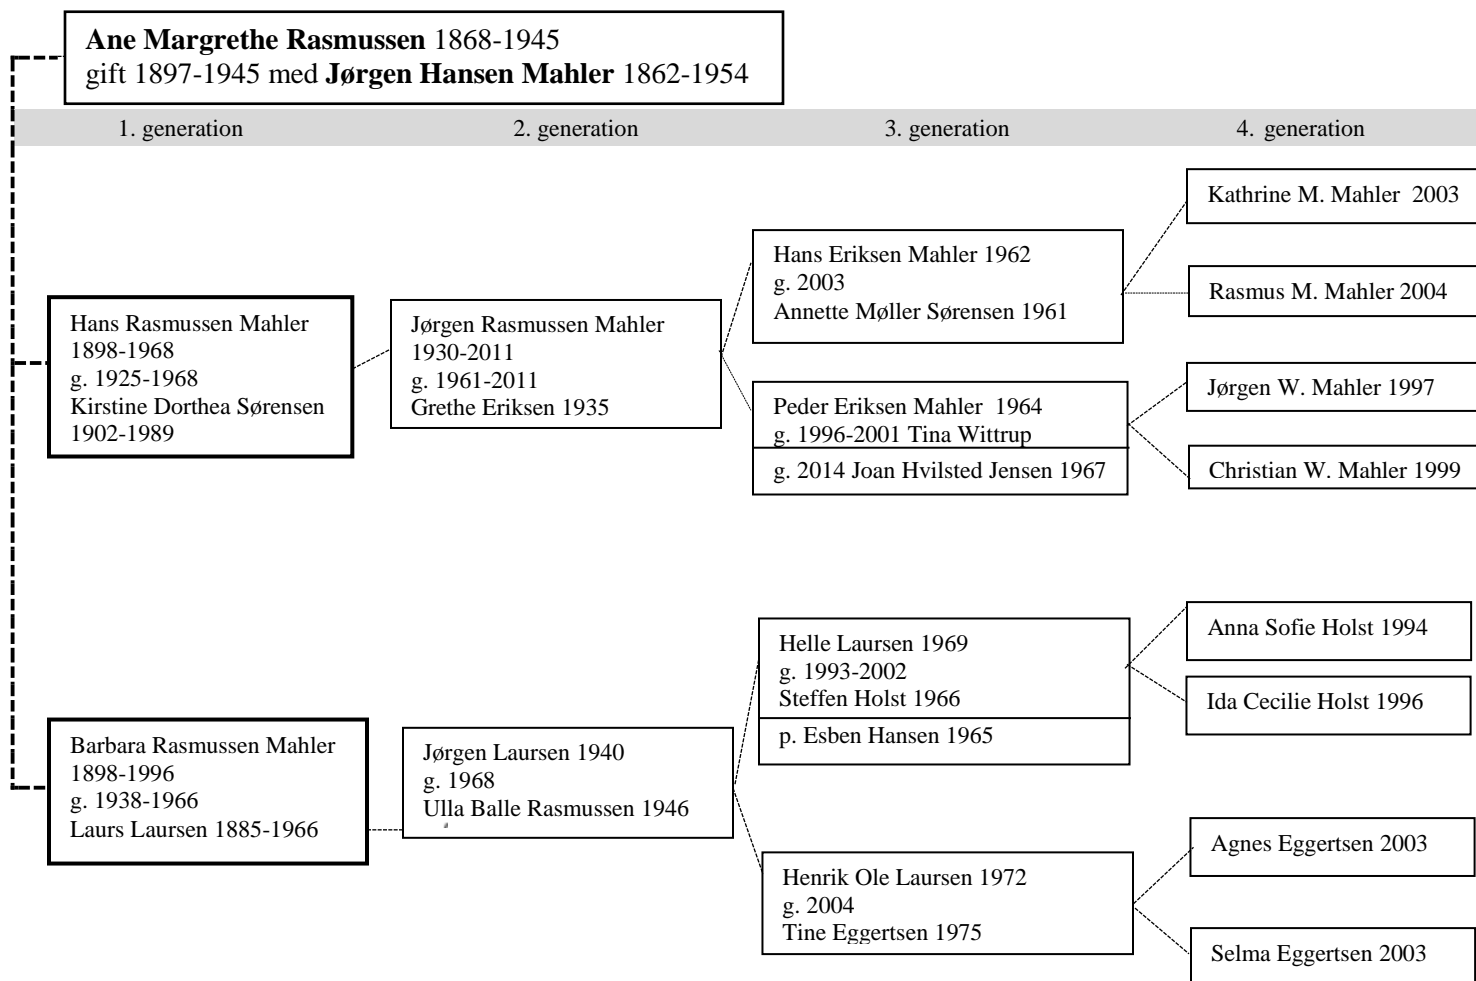 Ane Margrethe Rasmussen 1868-1945
gift 1897-1945 med Jørgen Hansen Mahler 1862-1954
1. generation
2. generation
3. generation
4. generation
Hans Rasmussen Mahler
1898-1968
g. 1925-1968
Kirstine Dorthea Sørensen
1902-1989
Jørgen Rasmussen Mahler
1930-2011
g. 1961-2011
Grethe Eriksen 1935
Hans Eriksen Mahler 1962
g. 2003
Annette Møller Sørensen 1961
Kathrine M. Mahler 2003
Rasmus M. Mahler 2004
Peder Eriksen Mahler 1964
g. 1996-2001 Tina Wittrup
g. 2014 Joan Hvilsted Jensen 1967
Jørgen W. Mahler 1997
Christian W. Mahler 1999
Barbara Rasmussen Mahler
1898-1996
g. 1938-1966
Laurs Laursen 1885-1966
Jørgen Laursen 1940
g. 1968
Ulla Balle Rasmussen 1946
Helle Laursen 1969
g. 1993-2002
Steffen Holst 1966
p. Esben Hansen 1965
Anna Sofie Holst 1994
Ida Cecilie Holst 1996
Henrik Ole Laursen 1972
g. 2004
Tine Eggertsen 1975
Agnes Eggertsen 2003
Selma Eggertsen 2003